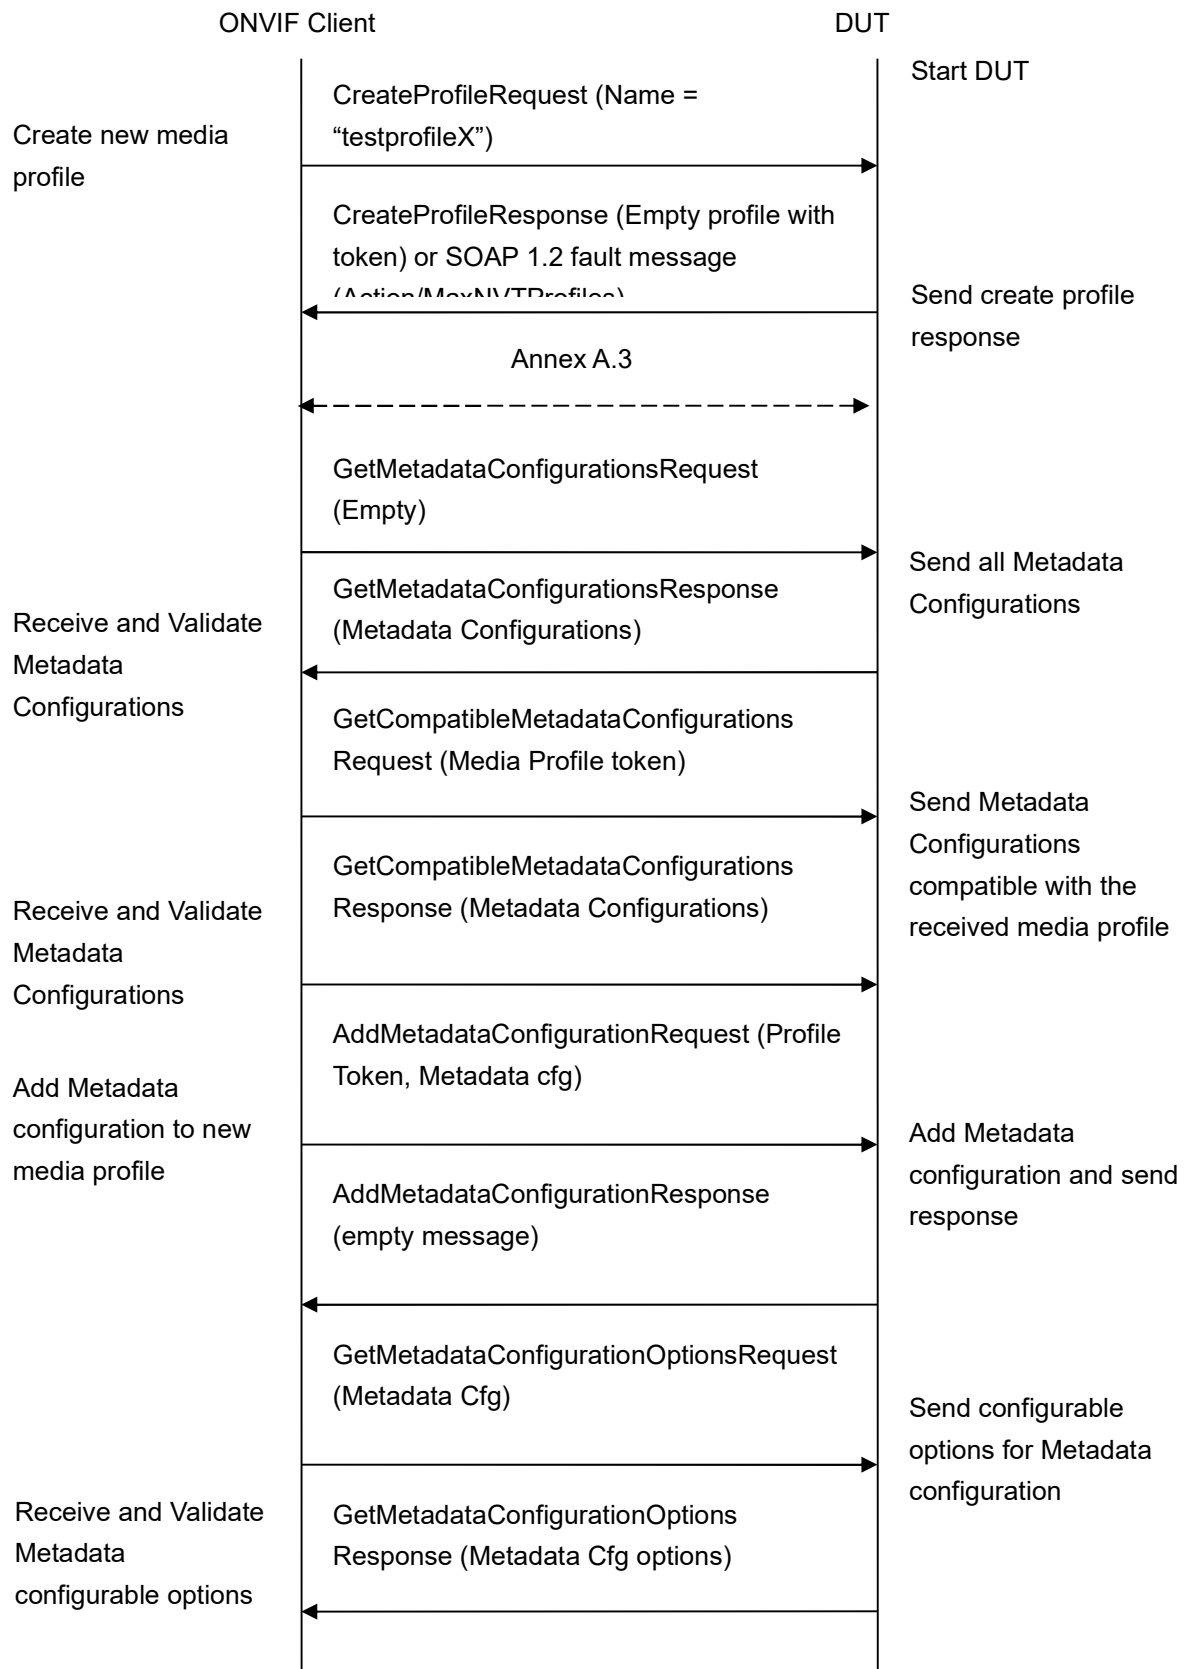 ONVIF Client
DUT
Start DUT
CreateProfileRequest (Name =
“testprofileX”)
Create new media
profile
CreateProfileResponse (Empty profile with
token) or SOAP 1.2 fault message
(Action/MaxNVTProfiles)
Send create profile
response
Annex A.3
GetMetadataConfigurationsRequest
(Empty)
Send all Metadata
Configurations
GetMetadataConfigurationsResponse
(Metadata Configurations)
Receive and Validate
Metadata
Configurations
GetCompatibleMetadataConfigurations
Request (Media Profile token)
Send Metadata
Configurations
compatible with the
received media profile
GetCompatibleMetadataConfigurations
Response (Metadata Configurations)
Receive and Validate
Metadata
Configurations
AddMetadataConfigurationRequest (Profile
Token, Metadata cfg)
Add Metadata
configuration to new
media profile
Add Metadata
configuration and send
response
AddMetadataConfigurationResponse
(empty message)
GetMetadataConfigurationOptionsRequest
(Metadata Cfg)
Send configurable
options for Metadata
configuration
GetMetadataConfigurationOptions
Response (Metadata Cfg options)
Receive and Validate
Metadata
configurable options